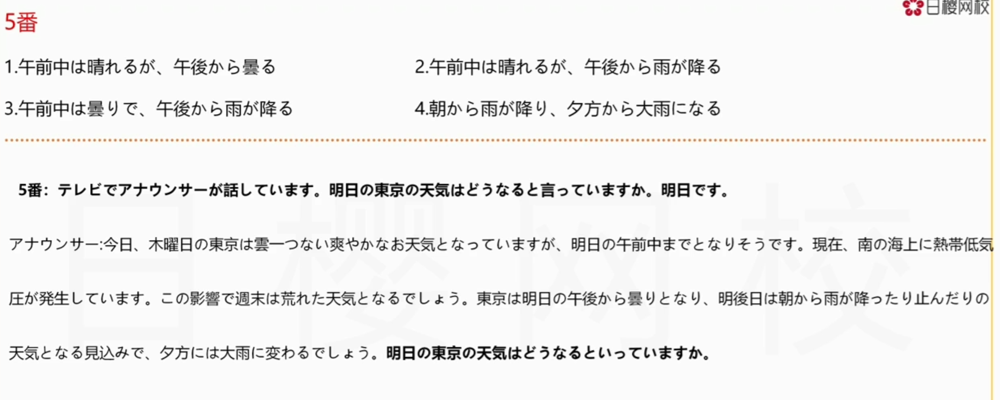 日樱网校
5番
1.午前中は晴れるが、午後から曇る
2.午前中は晴れるが、午後から雨が降る
3.午前中は曇りで、午後から雨が降る
4.朝から雨が降り、夕方から大雨になる
5番：テレビでアナウンサーが話しています。明日の東京の天気はどうなると言っていますか。明日です。
アナウンサー:今日、木曜日の東京は雲一つない爽やかなお天気となっていますが、明日の午前中までとなりそうです。現在、南の海上に熱帯低気
圧が発生しています。この影響で週末は荒れた天気となるでしょう。東京は明日の午後から曇りとなり、明後日は朝から雨が降ったり止んだりの
天気となる見込みで、夕方には大雨に変わるでしょう。明日の東京の天気はどうなるといっていますか。
日樱网校